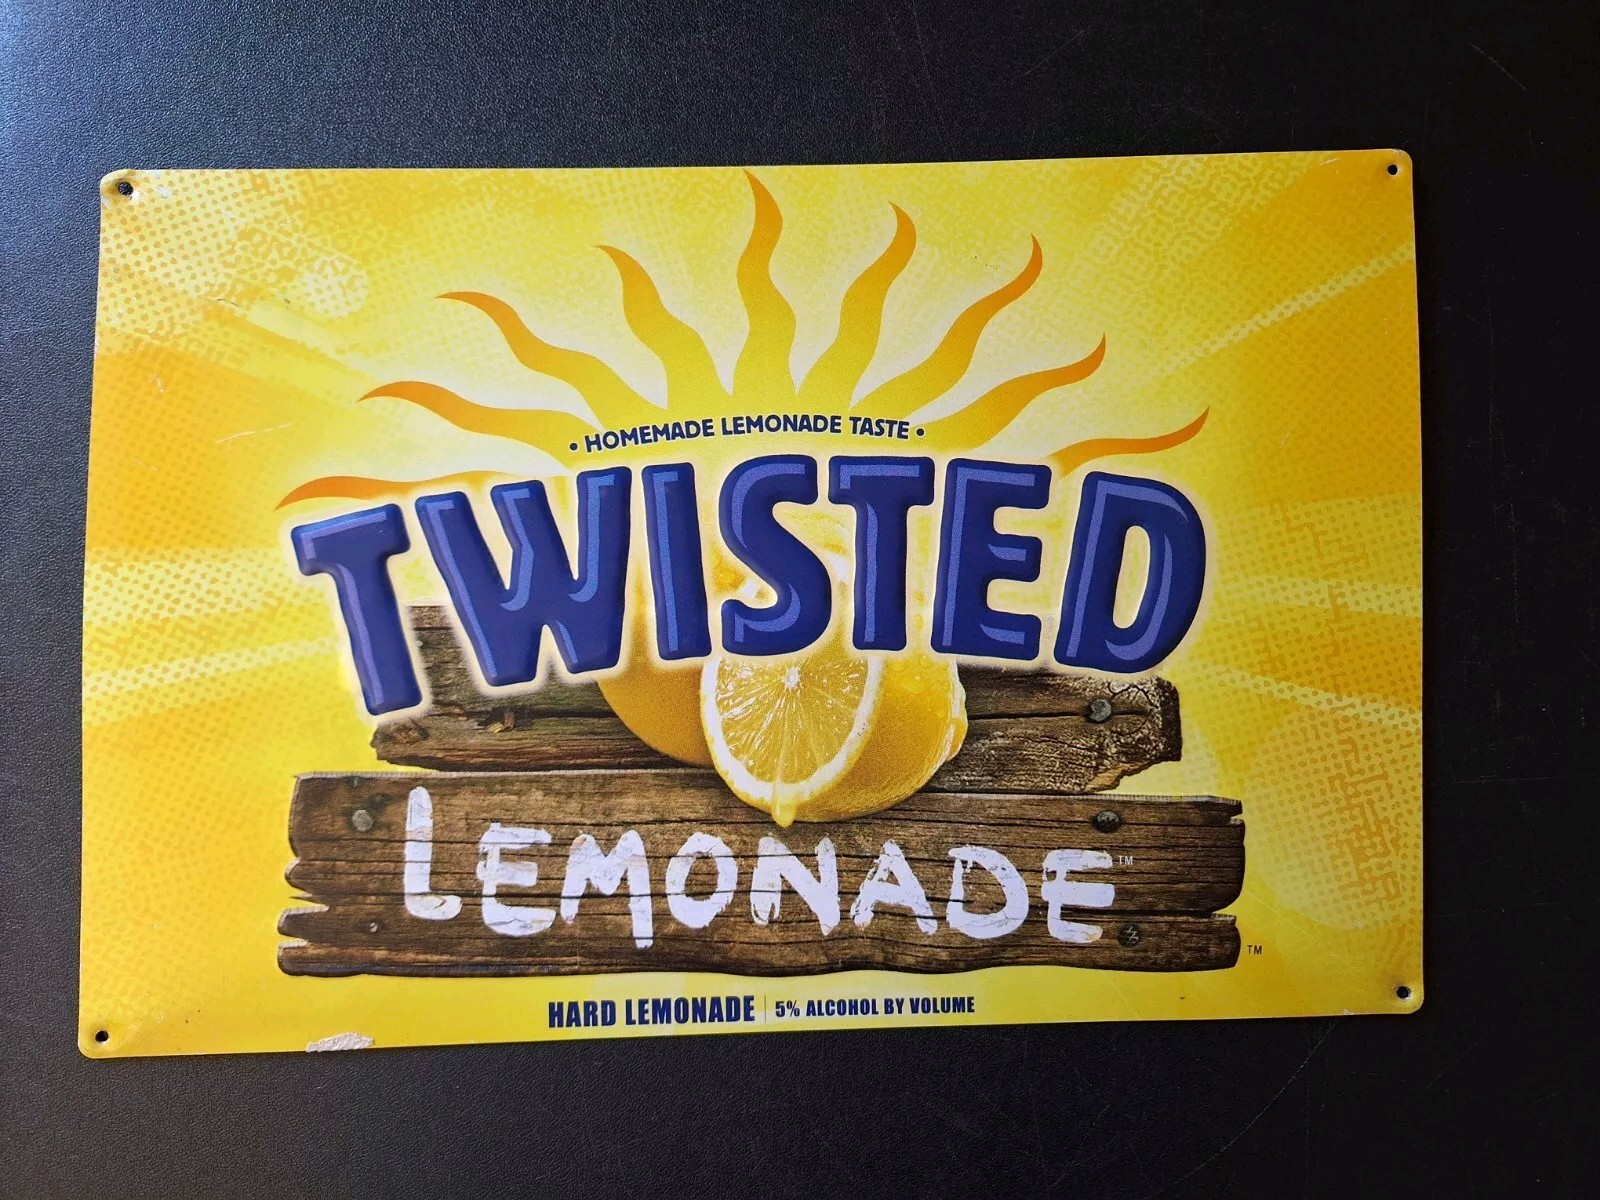 • HOMEMADE LEMONADE TASTE •
TWISTED
LEMONADE™
™
HARD LEMONADE | 5% ALCOHOL BY VOLUME